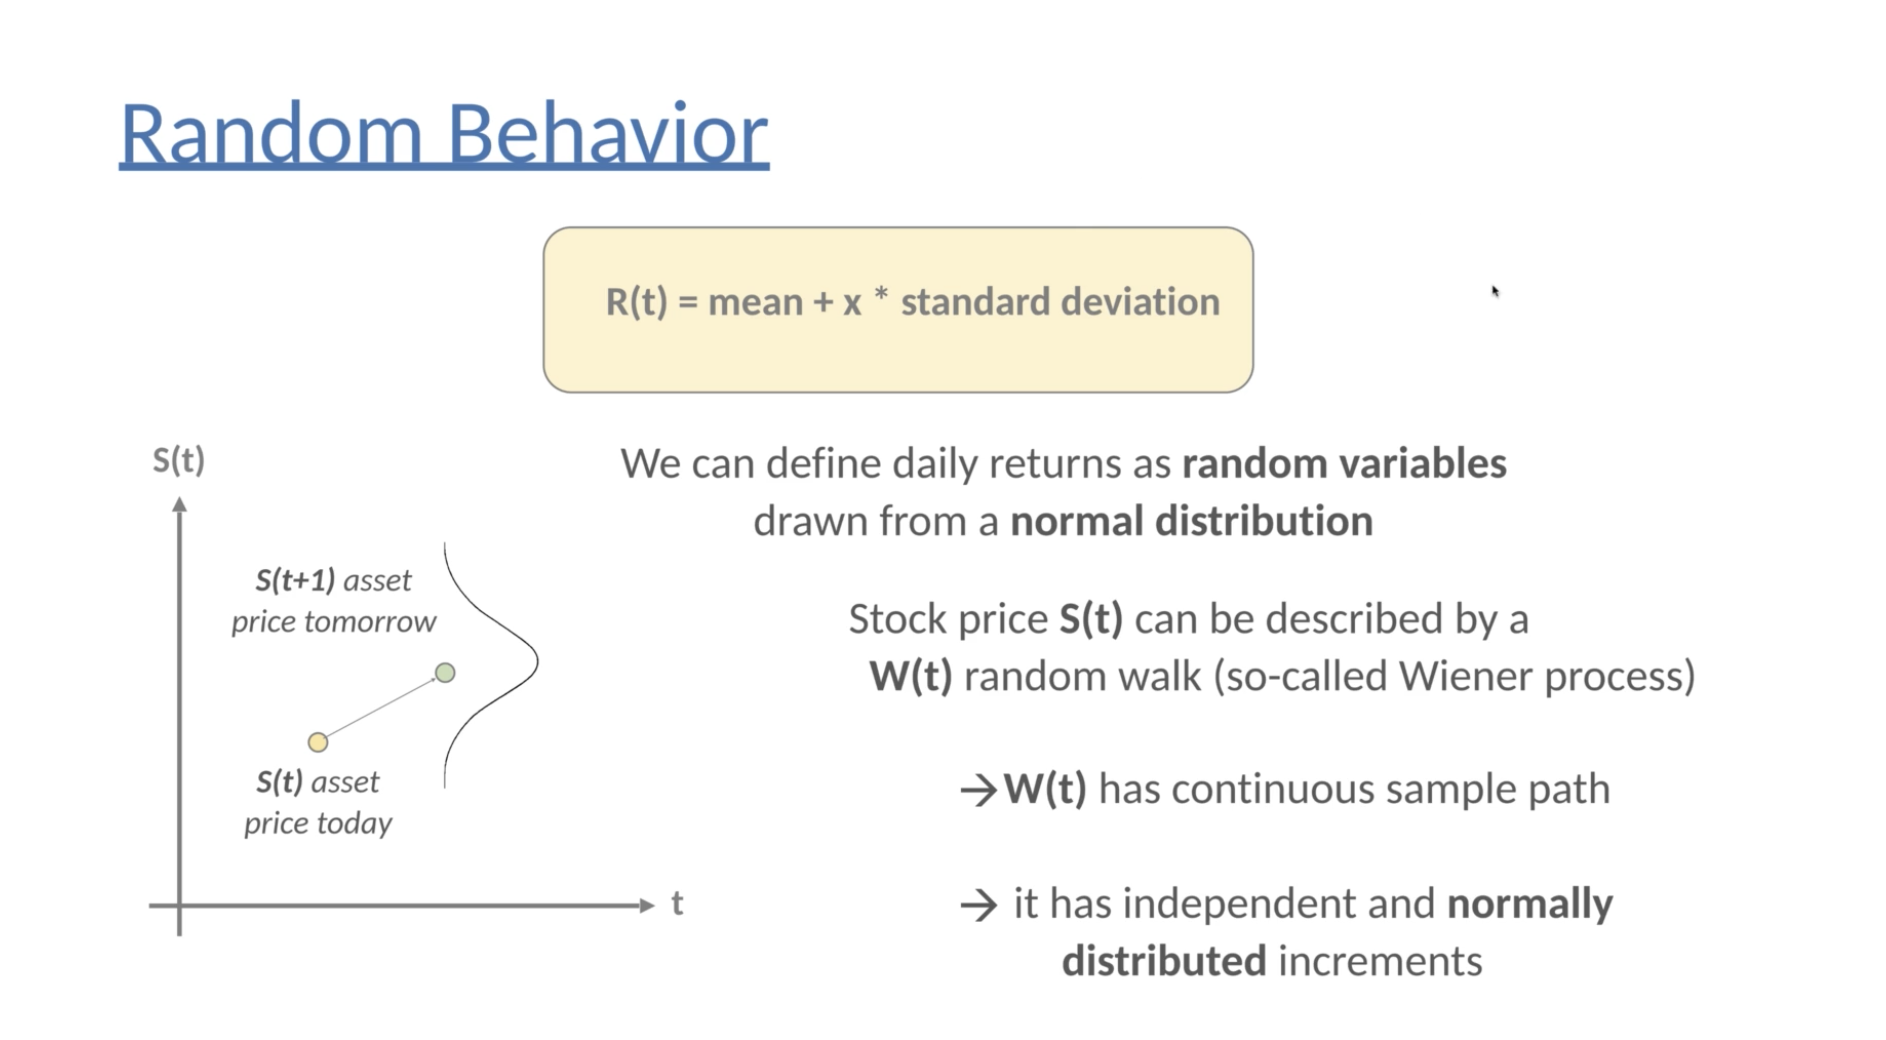 Random Behavior
R(t) = mean + x * standard deviation
S(t)
S(t+1) asset
price tomorrow
S(t) asset
price today
t
We can define daily returns as random variables
drawn from a normal distribution
Stock price S(t) can be described by a
W(t) random walk (so-called Wiener process)
→W(t) has continuous sample path
→ it has independent and normally
distributed increments